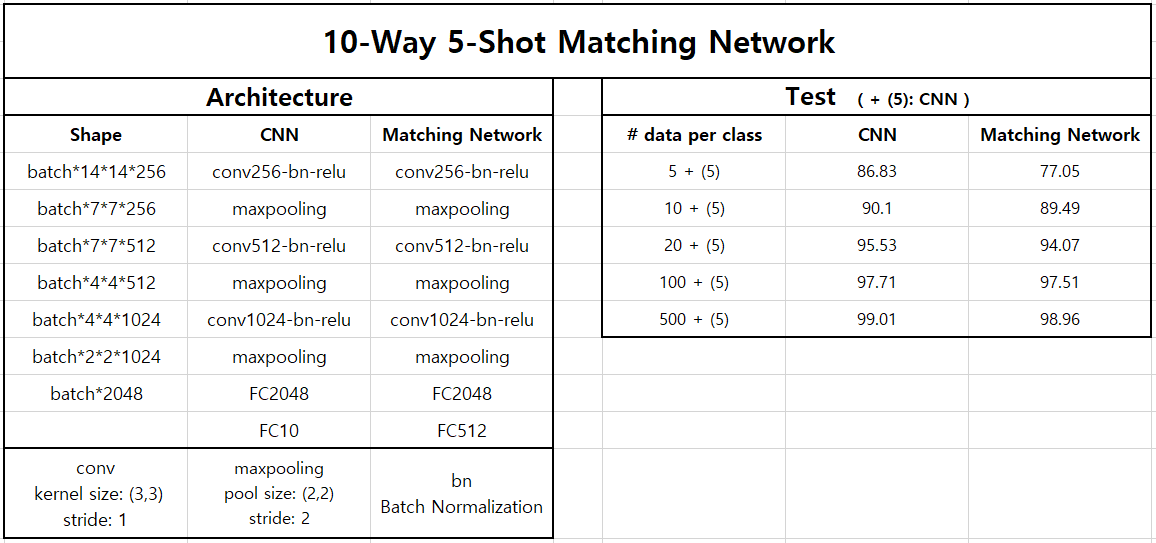 10-Way 5-Shot Matching Network
Architecture
Shape CNN Matching Network
batch*14*14*256 conv256-bn-relu conv256-bn-relu
batch*7*7*256 maxpooling maxpooling
batch*7*7*512 conv512-bn-relu conv512-bn-relu
batch*4*4*512 maxpooling maxpooling
batch*4*4*1024 conv1024-bn-relu conv1024-bn-relu
batch*2*2*1024 maxpooling maxpooling
batch*2048 FC2048 FC2048
FC10 FC512
conv
kernel size: (3,3)
stride: 1
maxpooling
pool size: (2,2)
stride: 2
bn
Batch Normalization
Test ( + (5): CNN )
# data per class CNN Matching Network
5 + (5) 86.83 77.05
10 + (5) 90.1 89.49
20 + (5) 95.53 94.07
100 + (5) 97.71 97.51
500 + (5) 99.01 98.96